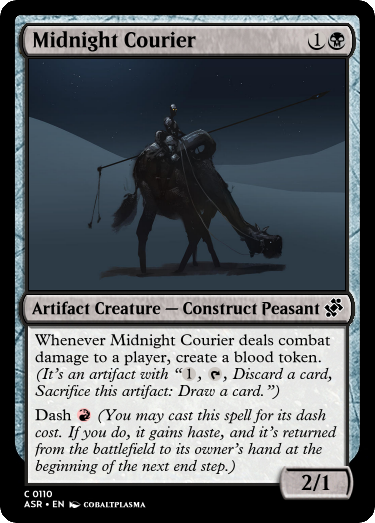 Midnight Courier 1
Artifact Creature — Construct Peasant
Whenever Midnight Courier deals combat
damage to a player, create a blood token.
(It's an artifact with “1, , Discard a card,
Sacrifice this artifact: Draw a card.”)
Dash (You may cast this spell for its dash
cost. If you do, it gains haste, and it's returned
from the battlefield to its owner's hand at the
beginning of the next end step.)
2/1
C 0110
ASR • EN COBALTPLASMA